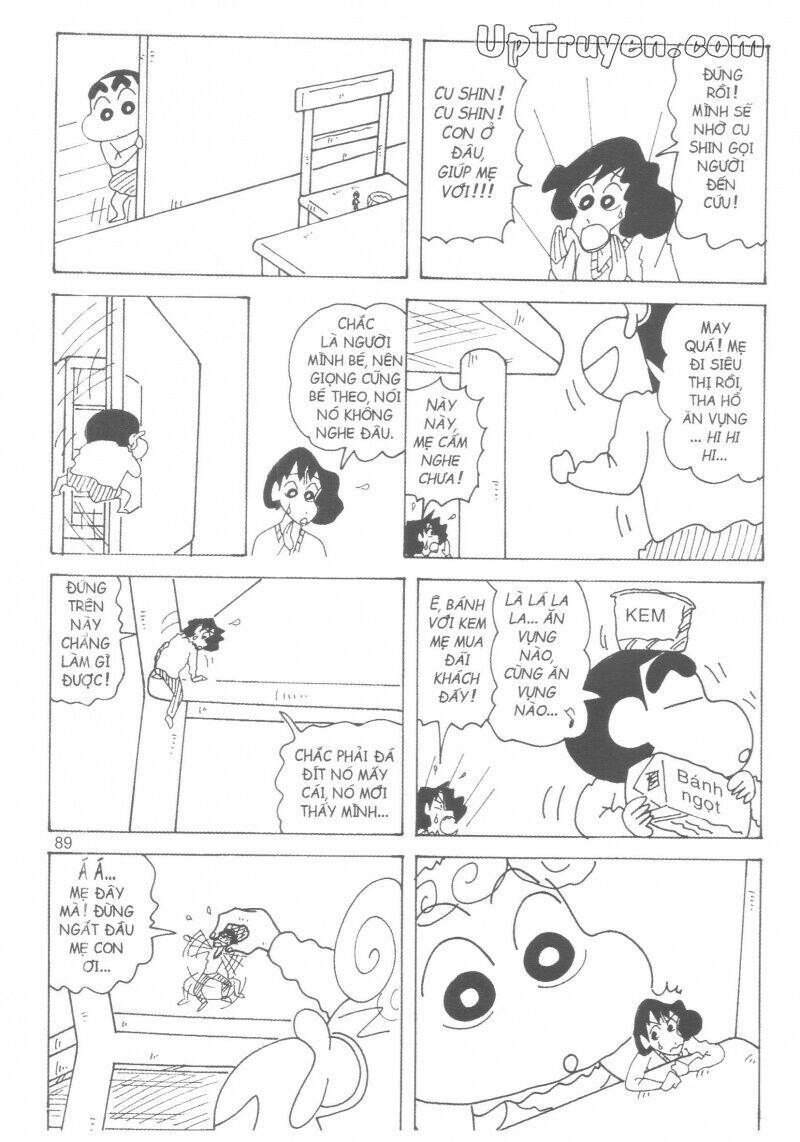 UpTruyen.com
CU SHIN!
CU SHIN!
CON Ở
ĐÂU,
GIÚP MẸ
VỚI!!!
ĐÚNG
RỒI!
MÌNH SẼ
NHỜ CU
SHIN GỌI
NGƯỜI
ĐẾN
CỨU!
CHẮC
LÀ NGƯỜI
MÌNH BÉ, NÊN
GIỌNG CŨNG
BÉ THEO, NÓI
NÓ KHÔNG
NGHE ĐÂU.
NÀY
NÀY,
MẸ CẤM
NGHE
CHƯA!
MAY
QUÁ! MẸ
ĐI SIÊU
THỊ RỒI,
THA HỒ
ĂN VỤNG
... HI HI
HI...
ĐỨNG
TRÊN
NÀY
CHẲNG
LÀM GÌ
ĐƯỢC!
CHẮC PHẢI ĐÁ
ĐÍT NÓ MẤY
CÁI, NÓ MỚI
THẤY MÌNH...
Ê, BÁNH
VỚI KEM
MẸ MUA
ĐÃI
KHÁCH
ĐẤY!
LÀ LÁ LA
LA... ĂN
VỤNG
NÀO,
CÙNG ĂN
VỤNG
NÀO...
KEM
Bánh
ngọt
89
Á Á...
MẸ ĐÂY
MÀ! ĐỪNG
NGẮT ĐẦU
MẸ CON
ƠI...